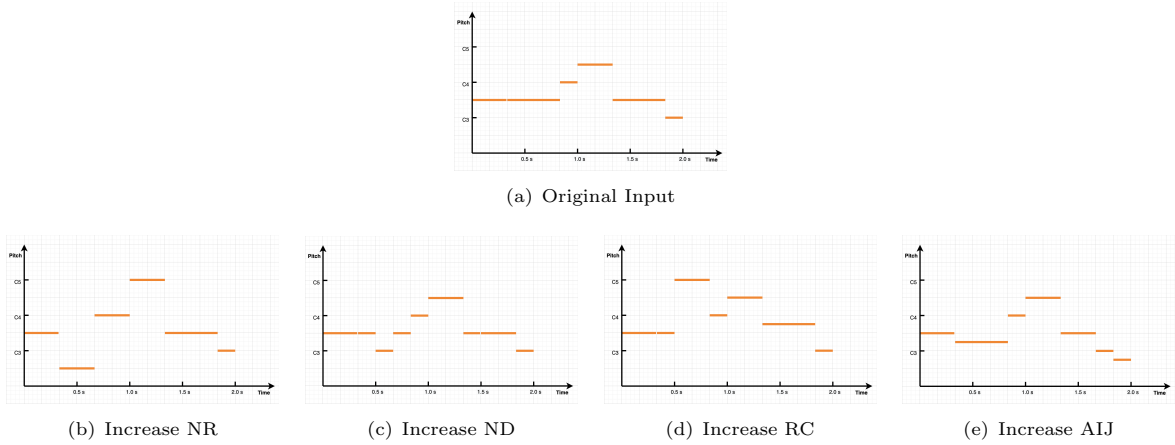 Pitch
C5
C4
C3
0.5 s 1.0 s 1.5 s 2.0 s Time
(a) Original Input
Pitch
C5
C4
C3
0.5 s 1.0 s 1.5 s 2.0 s Time
(b) Increase NR
Pitch
C5
C4
C3
0.5 s 1.0 s 1.5 s 2.0 s Time
(c) Increase ND
Pitch
C5
C4
C3
0.5 s 1.0 s 1.5 s 2.0 s Time
(d) Increase RC
Pitch
C5
C4
C3
0.5 s 1.0 s 1.5 s 2.0 s Time
(e) Increase AIJ